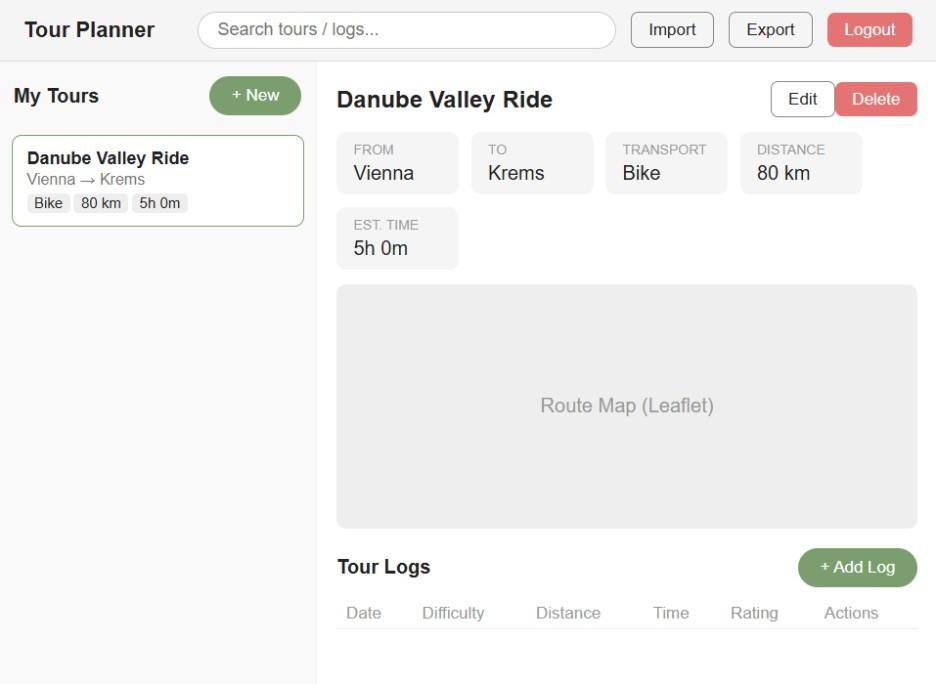 Tour Planner
Search tours / logs...
Import
Export
Logout
My Tours
+ New
Danube Valley Ride
Vienna → Krems
Bike 80 km 5h 0m
Danube Valley Ride
Edit
Delete
FROM
Vienna
TO
Krems
TRANSPORT
Bike
DISTANCE
80 km
EST. TIME
5h 0m
Route Map (Leaflet)
Tour Logs
+ Add Log
Date Difficulty Distance Time Rating Actions